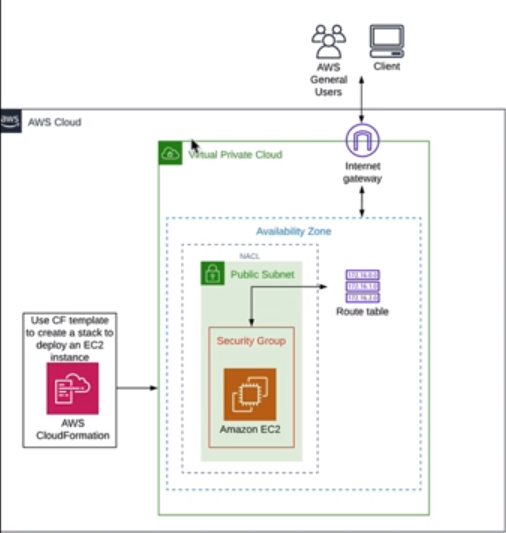 AWS
General
Users
Client
aws
AWS Cloud
Virtual Private Cloud
Internet
gateway
Availability Zone
NACL
Public Subnet
172.16.0.0
172.16.1.0
172.16.2.0
Route table
Use CF template
to create a stack to
deploy an EC2
instance
AWS
CloudFormation
Security Group
Amazon EC2